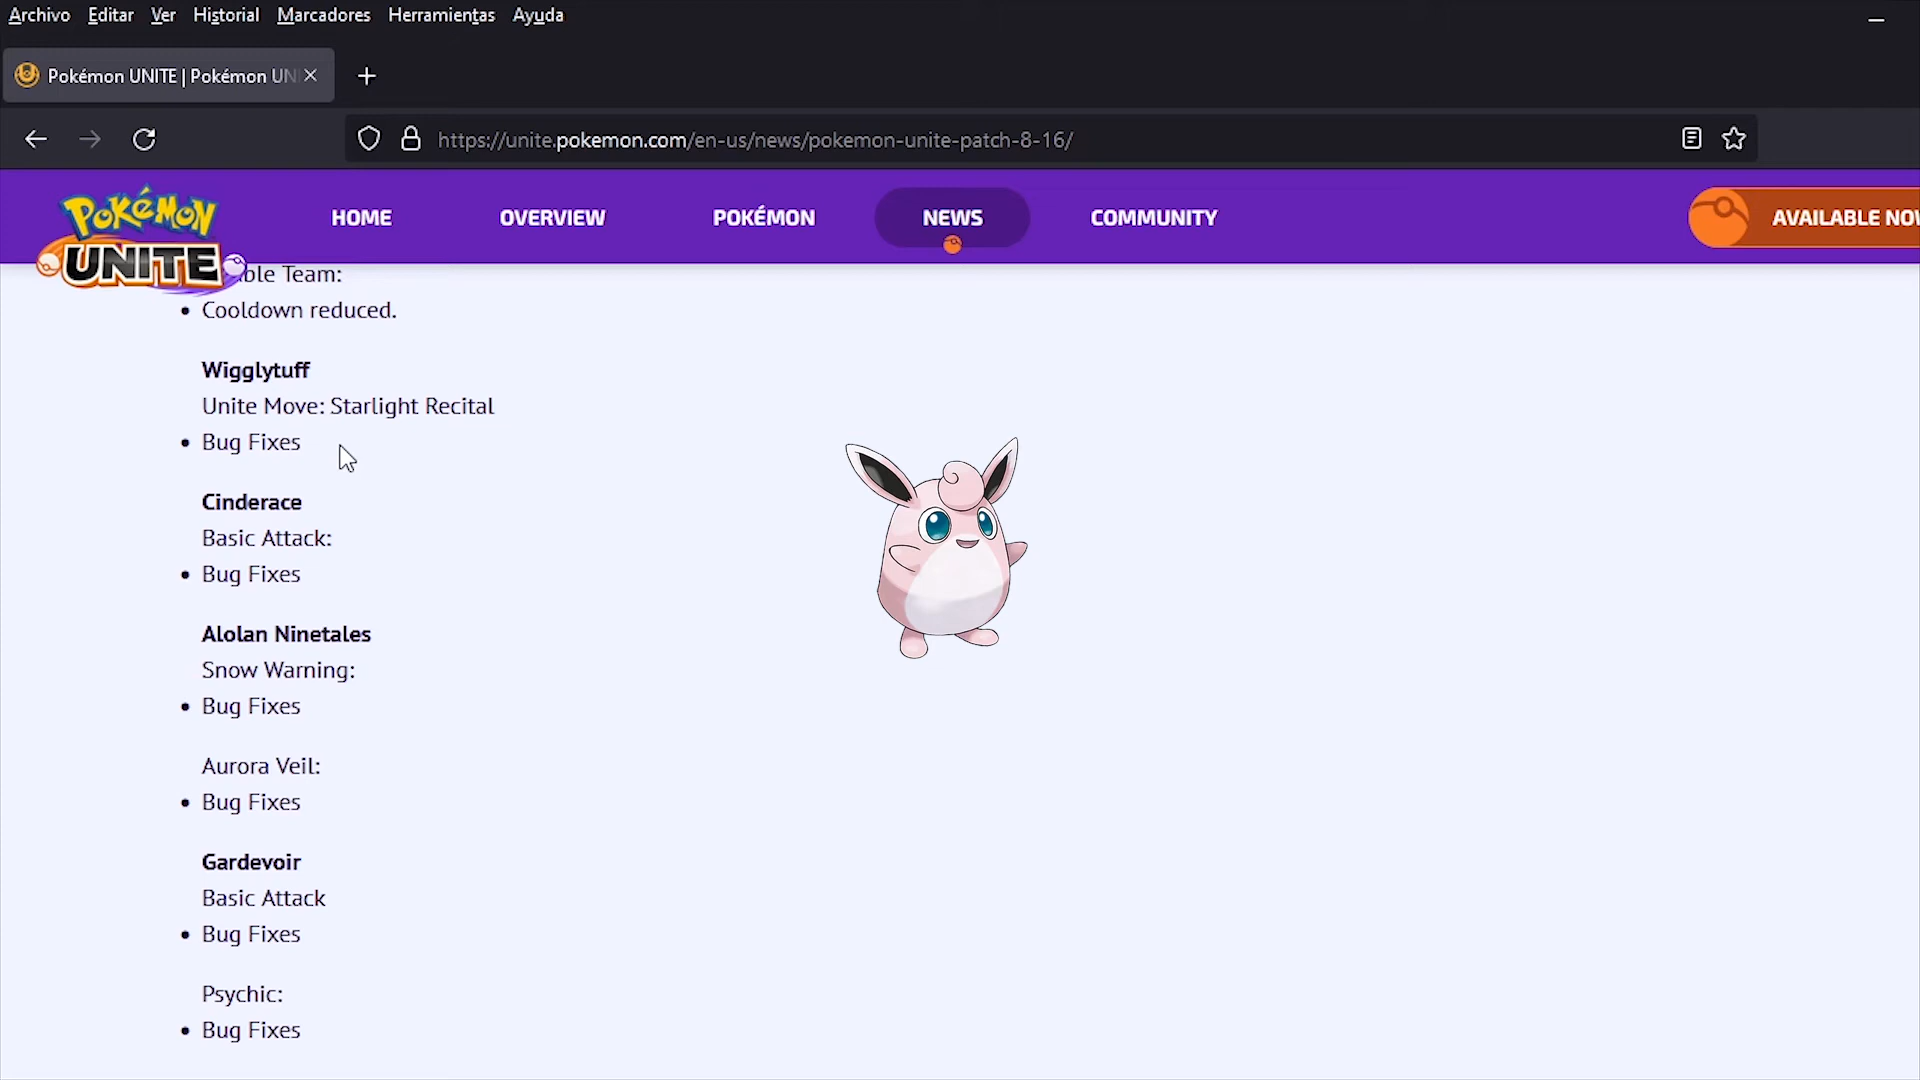 Archivo Editar Ver Historial Marcadores Herramientas Ayuda
Pokémon UNITE | Pokémon UN
https://unite.pokemon.com/en-us/news/pokemon-unite-patch-8-16/
POKÉMON
UNITE
HOME OVERVIEW POKÉMON NEWS COMMUNITY AVAILABLE NOW
ble Team:
• Cooldown reduced.
Wigglytuff
Unite Move: Starlight Recital
• Bug Fixes
Cinderace
Basic Attack:
• Bug Fixes
Alolan Ninetales
Snow Warning:
• Bug Fixes
Aurora Veil:
• Bug Fixes
Gardevoir
Basic Attack
• Bug Fixes
Psychic:
• Bug Fixes